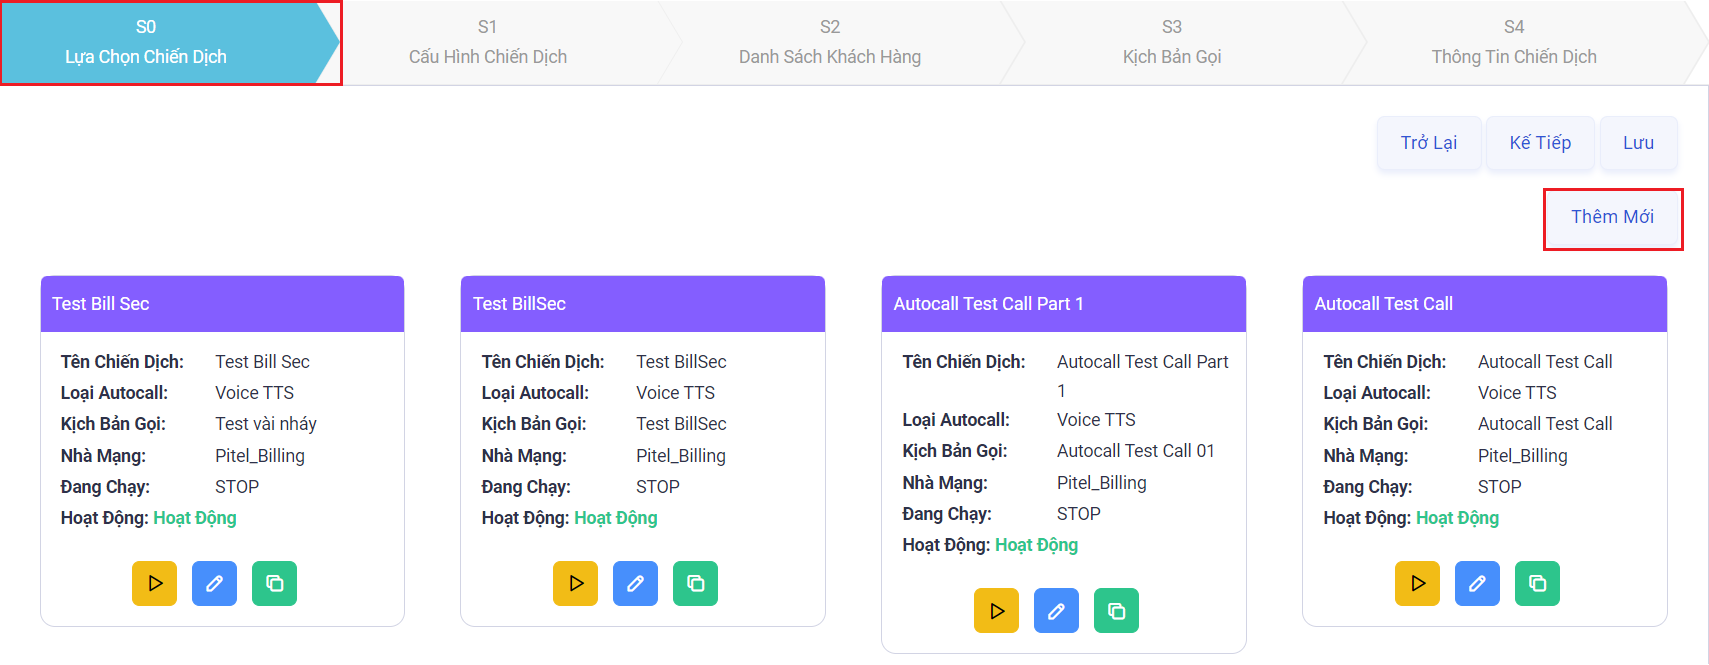 S0
Lựa Chọn Chiến Dịch
S1
Cấu Hình Chiến Dịch
S2
Danh Sách Khách Hàng
S3
Kịch Bản Gọi
S4
Thông Tin Chiến Dịch
Trở Lại
Kế Tiếp
Lưu
Thêm Mới
Test Bill Sec
Tên Chiến Dịch: Test Bill Sec
Loại Autocall: Voice TTS
Kịch Bản Gọi: Test vài nháy
Nhà Mạng: Pitel_Billing
Đang Chạy: STOP
Hoạt Động: Hoạt Động
Test BillSec
Tên Chiến Dịch: Test BillSec
Loại Autocall: Voice TTS
Kịch Bản Gọi: Test BillSec
Nhà Mạng: Pitel_Billing
Đang Chạy: STOP
Hoạt Động: Hoạt Động
Autocall Test Call Part 1
Tên Chiến Dịch: Autocall Test Call Part
1
Loại Autocall: Voice TTS
Kịch Bản Gọi: Autocall Test Call 01
Nhà Mạng: Pitel_Billing
Đang Chạy: STOP
Hoạt Động: Hoạt Động
Autocall Test Call
Tên Chiến Dịch: Autocall Test Call
Loại Autocall: Voice TTS
Kịch Bản Gọi: Autocall Test Call
Nhà Mạng: Pitel_Billing
Đang Chạy: STOP
Hoạt Động: Hoạt Động